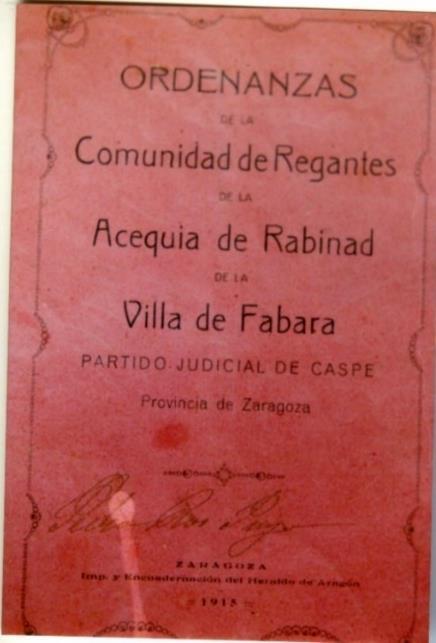 ORDENANZAS
DE LA
Comunidad de Regantes
DE LA
Acequia de Rabinad
DE LA
Villa de Fabara
PARTIDO JUDICIAL DE CASPE
Provincia de Zaragoza
ZARAGOZA
Imp. y Encuadernación del Heraldo de Aragón
1915